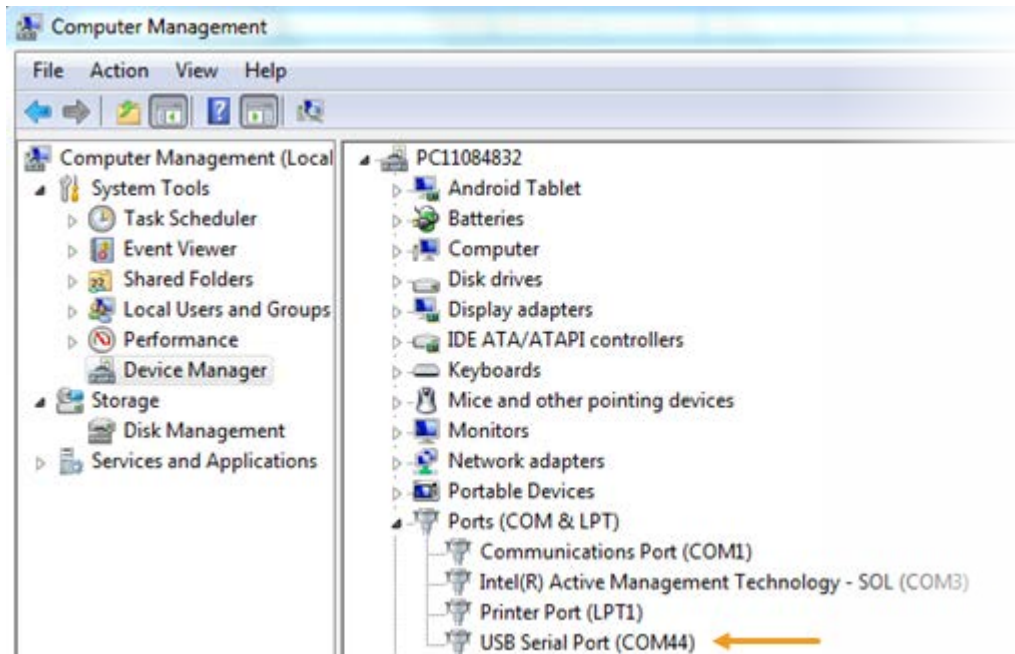 Computer Management
File Action View Help
Computer Management (Local
System Tools
Task Scheduler
Event Viewer
Shared Folders
Local Users and Groups
Performance
Device Manager
Storage
Disk Management
Services and Applications
PC11084832
Android Tablet
Batteries
Computer
Disk drives
Display adapters
IDE ATA/ATAPI controllers
Keyboards
Mice and other pointing devices
Monitors
Network adapters
Portable Devices
Ports (COM & LPT)
Communications Port (COM1)
Intel(R) Active Management Technology - SOL (COM3)
Printer Port (LPT1)
USB Serial Port (COM44)